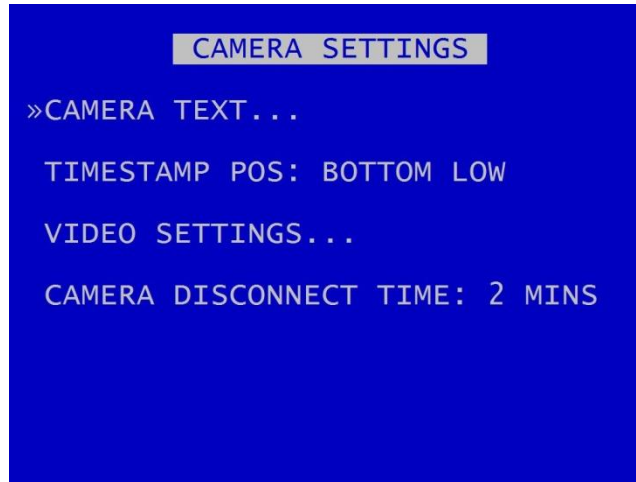 CAMERA SETTINGS
»CAMERA TEXT...
TIMESTAMP POS: BOTTOM LOW
VIDEO SETTINGS...
CAMERA DISCONNECT TIME: 2 MINS